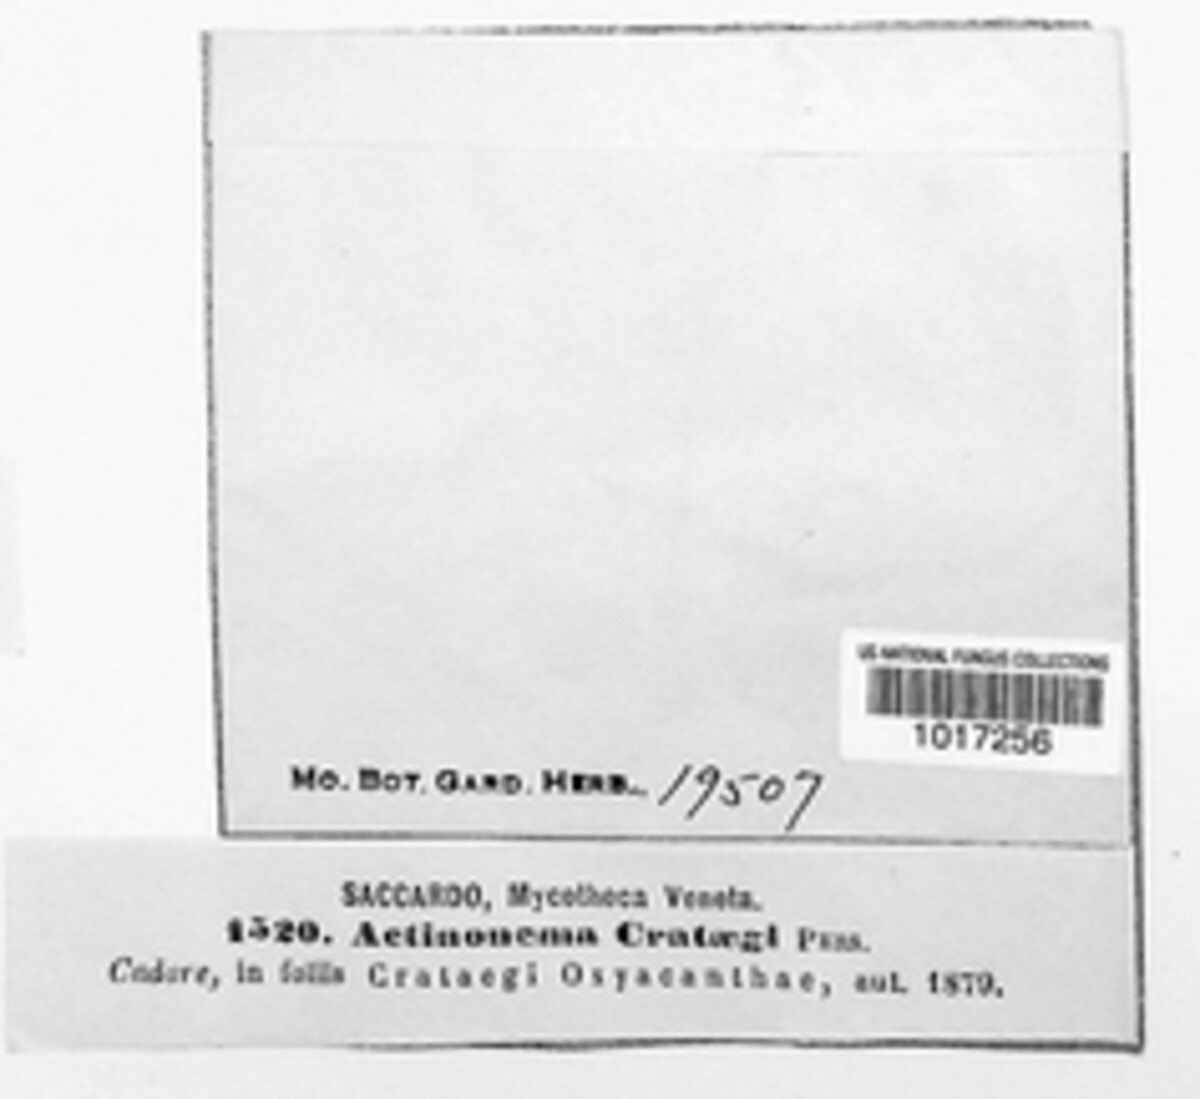 US NATIONAL FUNGUS COLLECTIONS
1017256
MO. BOT. GARD. HERB. 19507
SACCARDO, Mycotheca Veneta.
1520. Actinonema Cratægi PERS.
Cadore, in foliis Crataegi Oxyacanthae, aut. 1879.